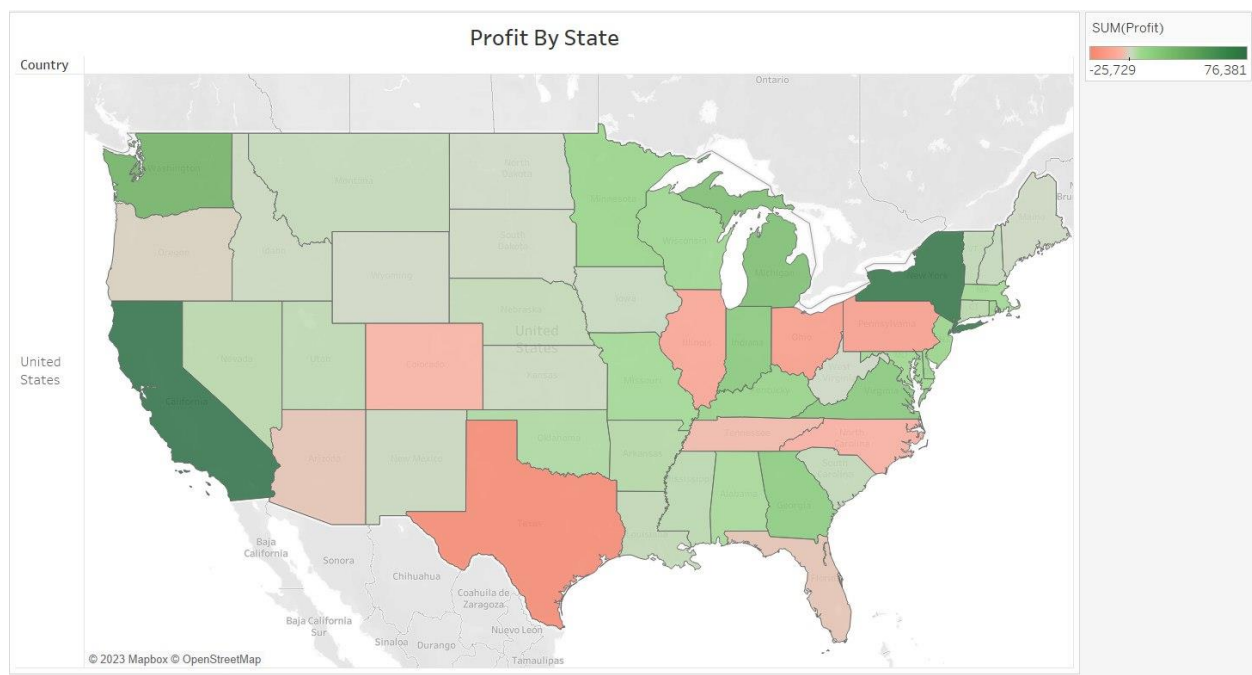 Profit By State
SUM(Profit)
-25,729
76,381
Country
United
States
Ontario
Washington
Montana
North
Dakota
Minnesota
Oregon
Idaho
South
Dakota
Wyoming
Wisconsin
Michigan
Maine
New York
Iowa
Nebraska
United
States
Nevada
Utah
Colorado
Kansas
Illinois
Indiana
Ohio
Pennsylvania
West
Virginia
Virginia
Missouri
Kentucky
California
Arizona
New Mexico
Oklahoma
Arkansas
Tennessee
North
Carolina
South
Carolina
Texas
Alabama
Georgia
Florida
Baja
California
Sonora
Chihuahua
Coahuila de
Zaragoza
Baja California
Sur
Sinaloa
Durango
Nuevo León
Tamaulipas
© 2023 Mapbox © OpenStreetMap